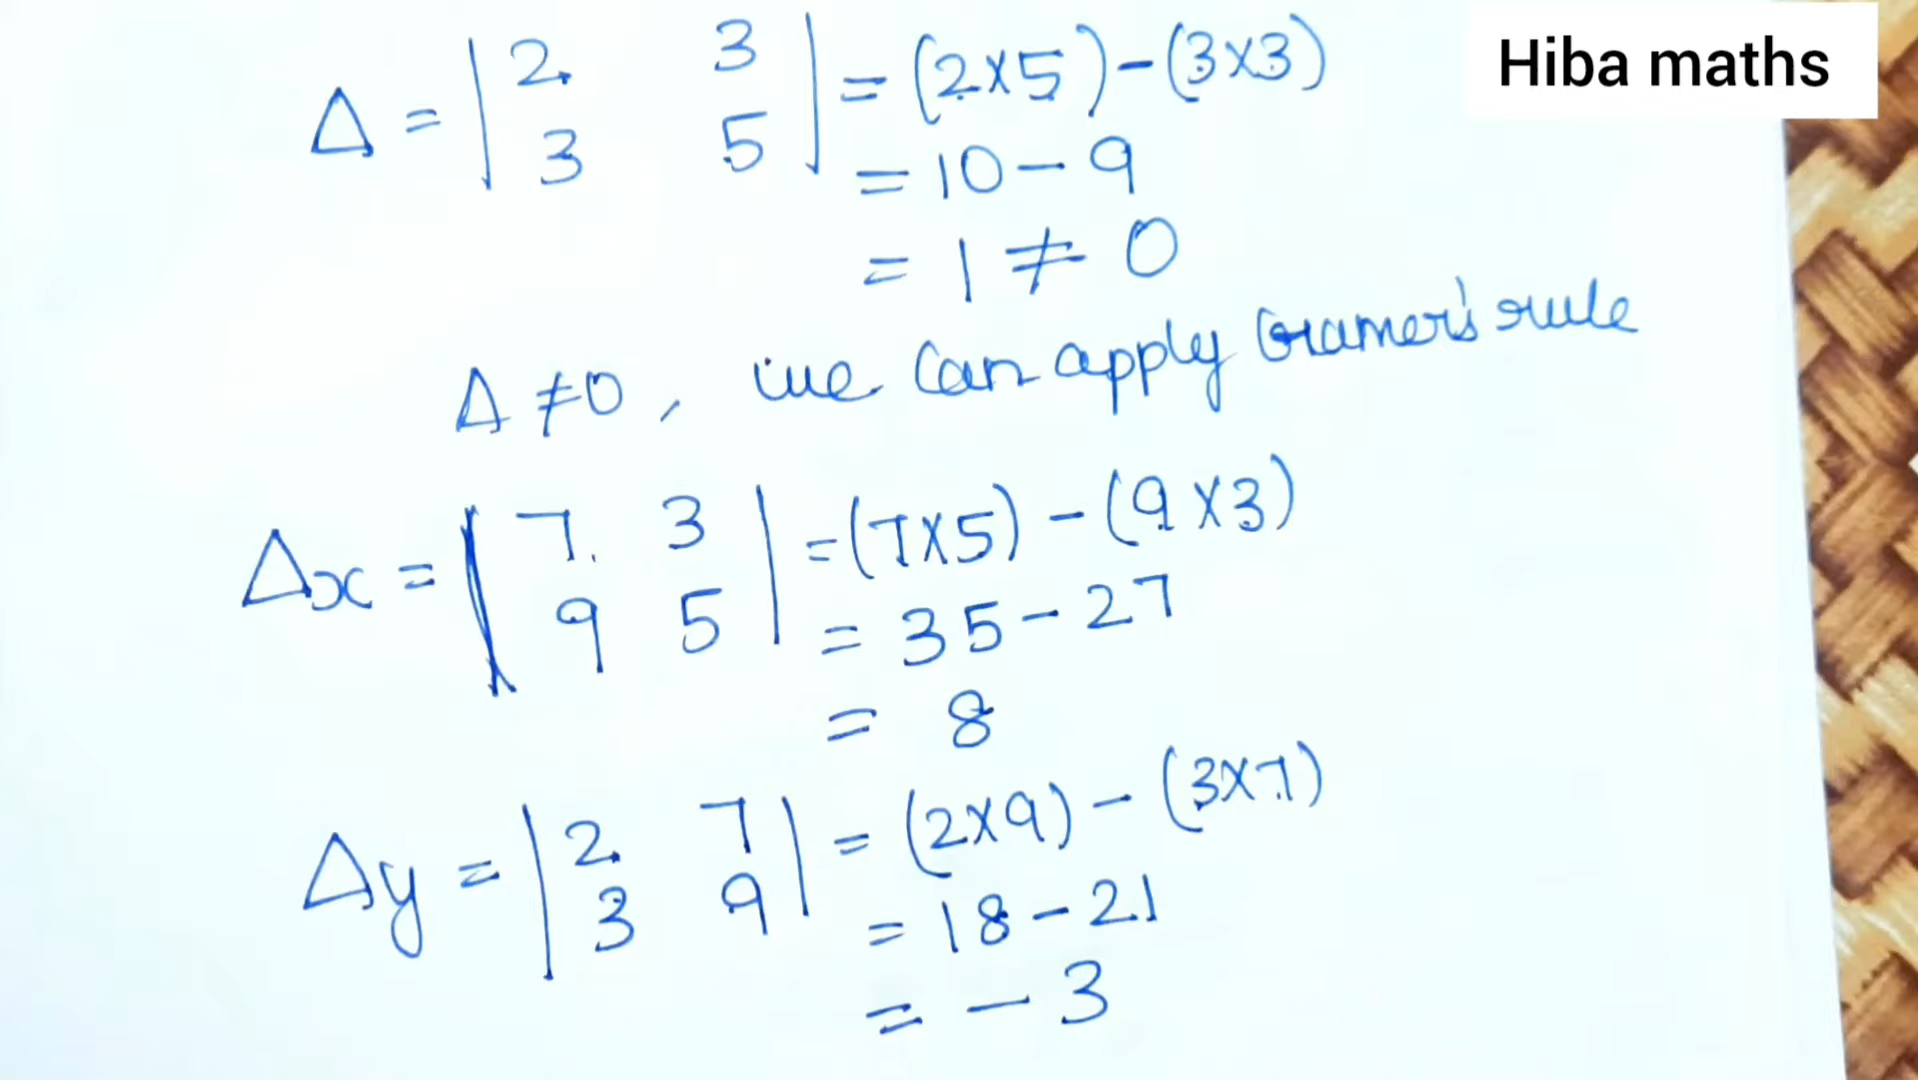 Hiba maths
Δ = | 2 3 | = (2×5) - (3×3)
| 3 5 | = 10 - 9
= 1 ≠ 0
Δ ≠ 0, we can apply Cramer's rule
Δx = | 7 3 | = (7×5) - (9×3)
| 9 5 | = 35 - 27
= 8
Δy = | 2 7 | = (2×9) - (3×7)
| 3 9 | = 18 - 21
= - 3